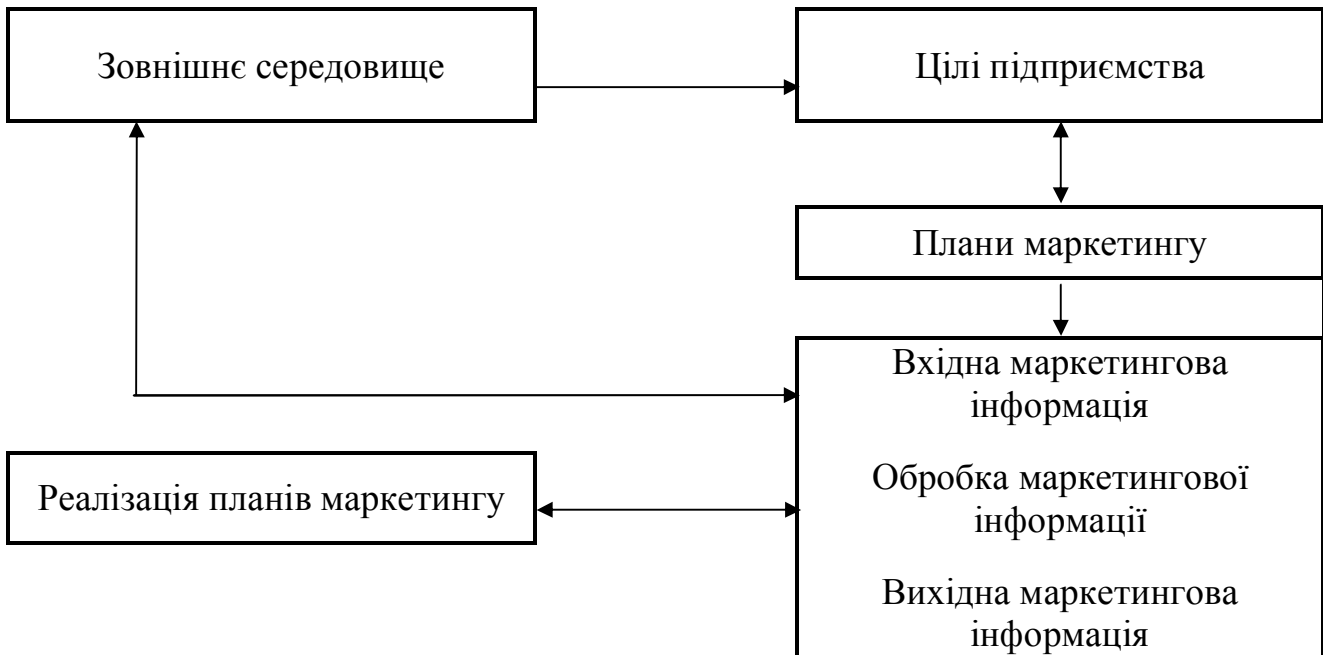 Зовнішнє середовище
Цілі підприємства
Плани маркетингу
Вхідна маркетингова
інформація
Реалізація планів маркетингу
Обробка маркетингової
інформації
Вихідна маркетингова
інформація